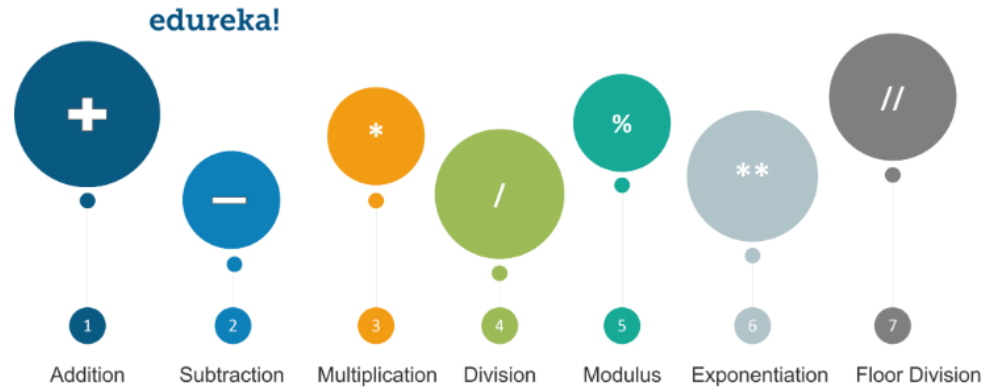 edureka!
+
−
*
/
%
**
//
1
2
3
4
5
6
7
Addition
Subtraction
Multiplication
Division
Modulus
Exponentiation
Floor Division